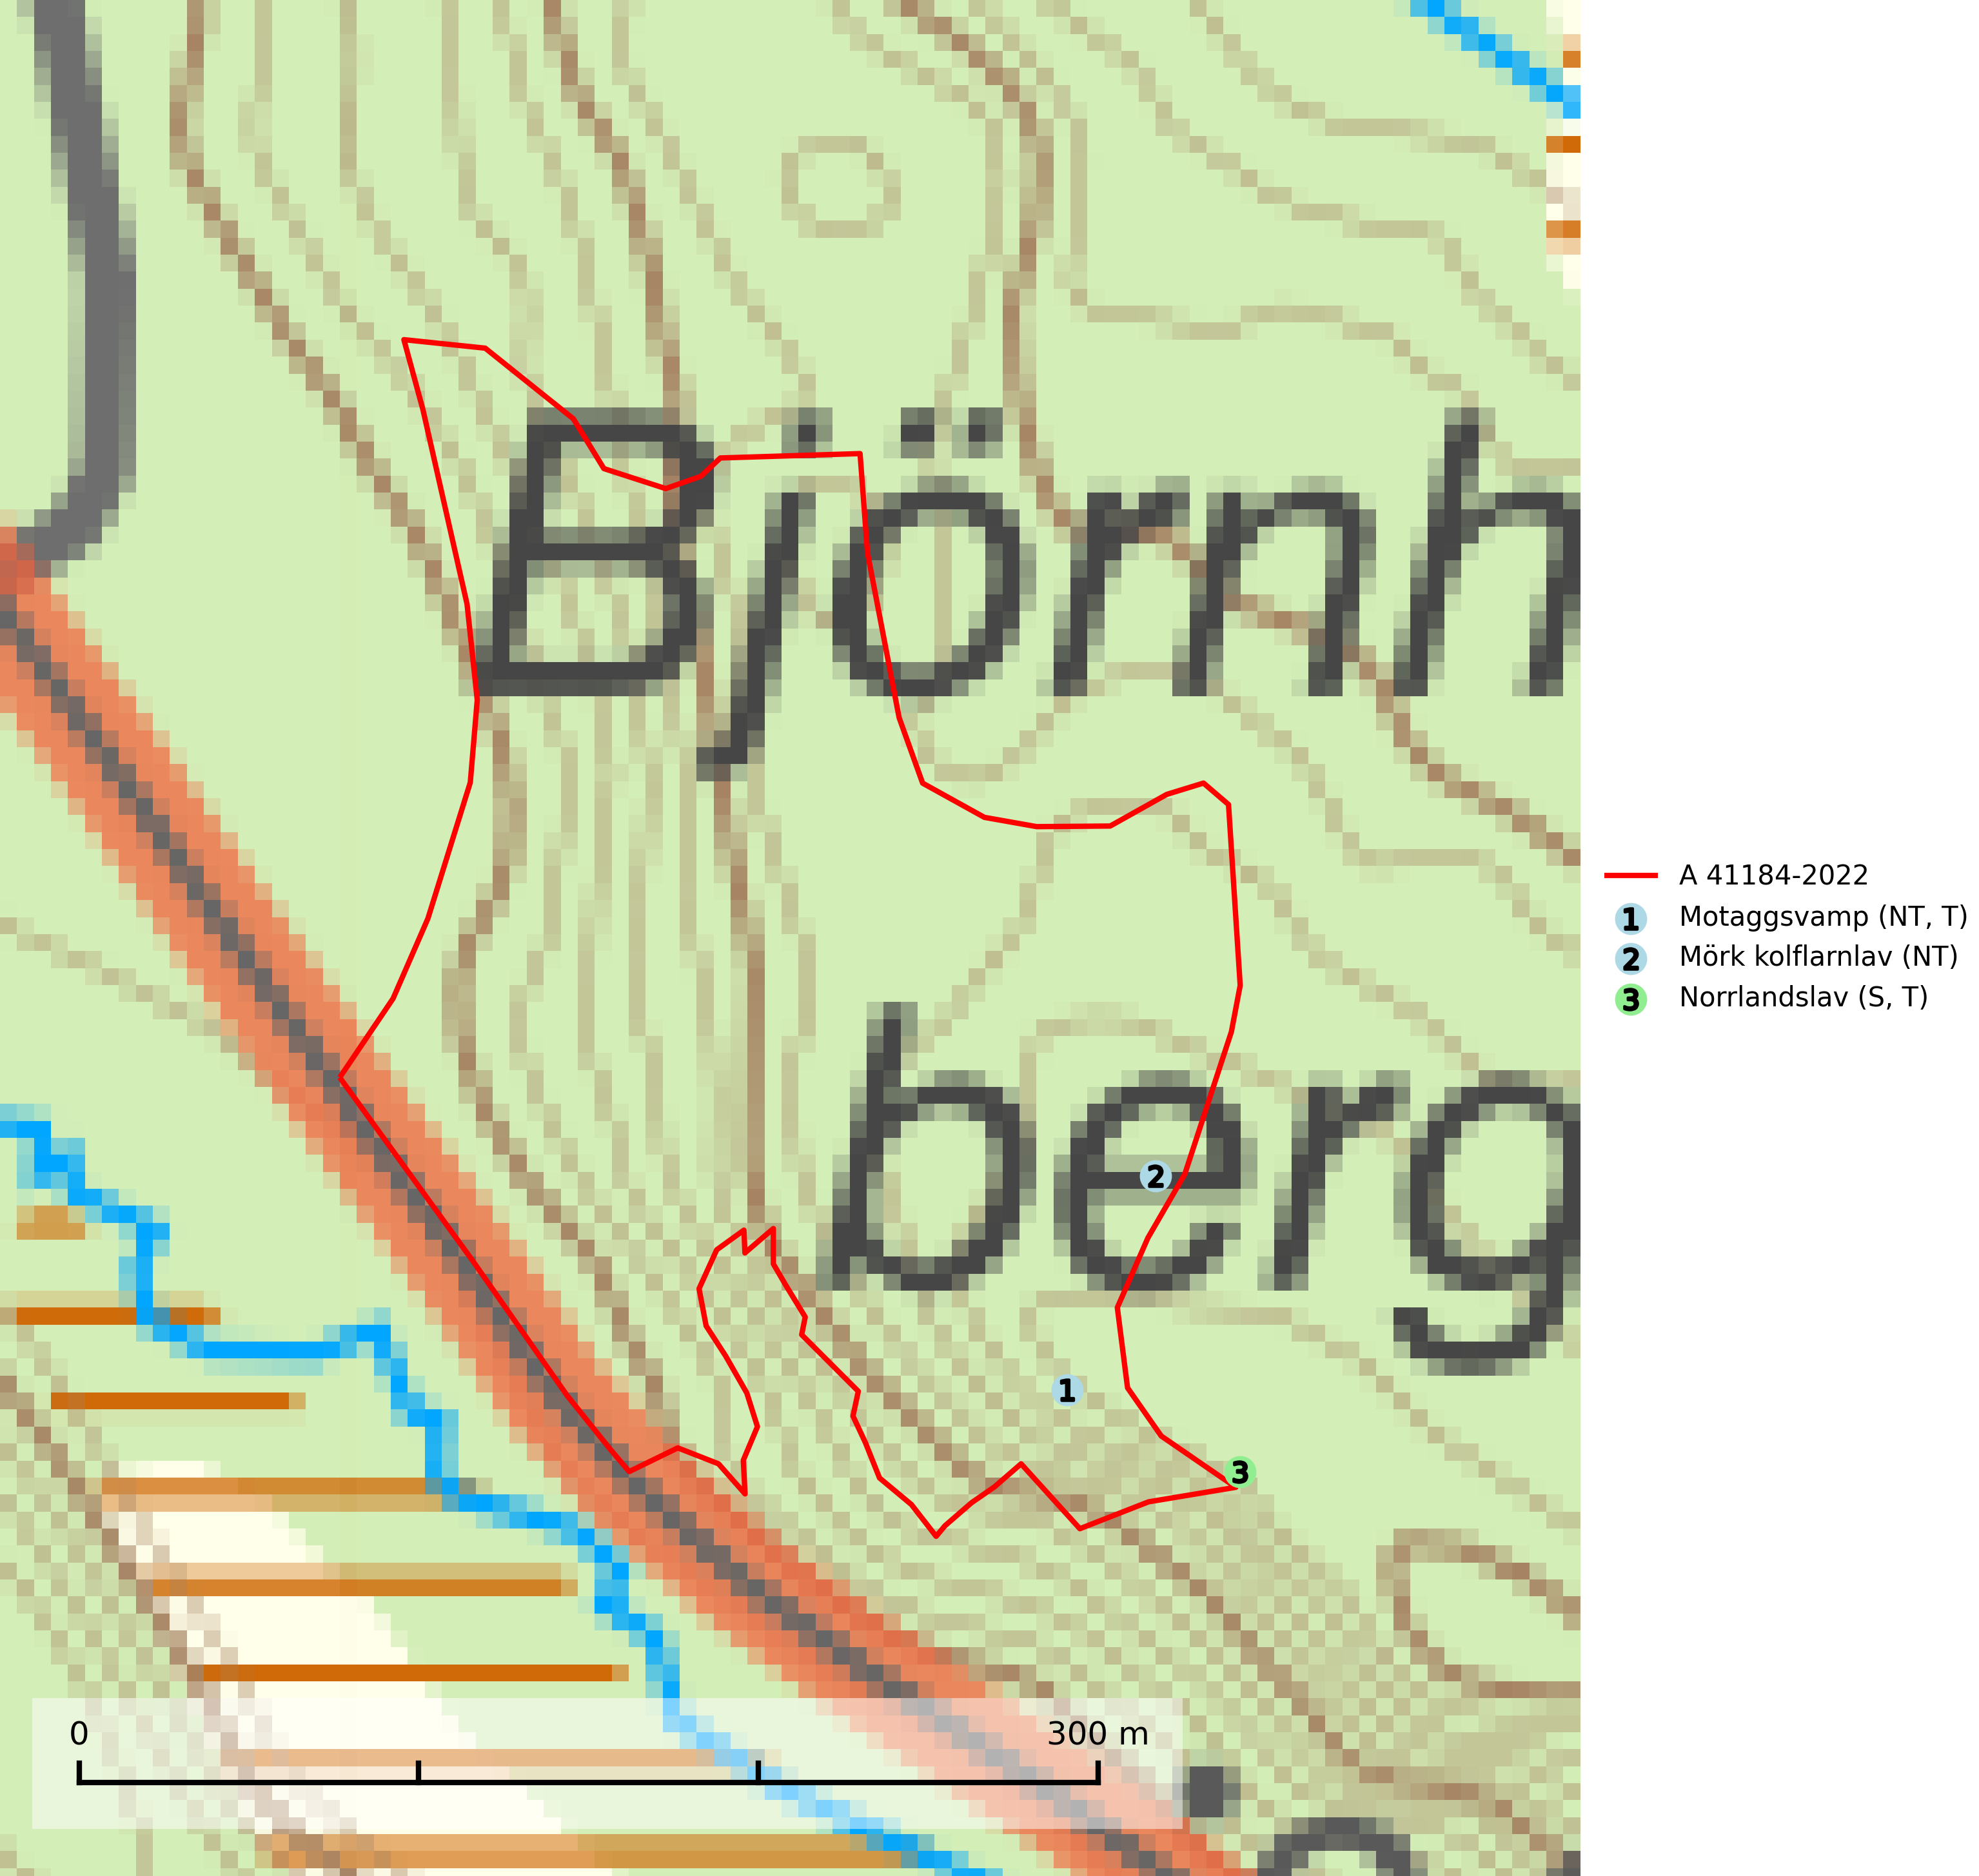 Björnh
berg
A 41184-2022
1 Motaggsvamp (NT, T)
2 Mörk kolflarnlav (NT)
3 Norrlandslav (S, T)
2
1
3
0 300 m